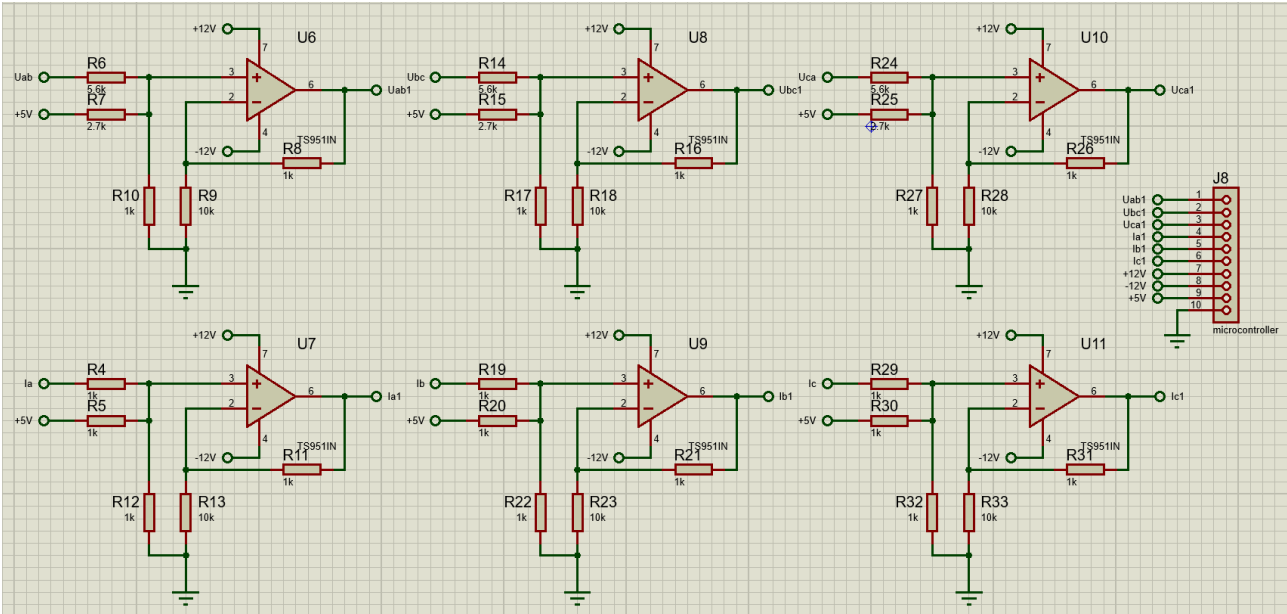 +12V
U6
7
Uab
R6
5.6k
3
6
Uab1
+5V
R7
2.7k
2
4
TS951IN
-12V
R8
1k
R10
1k
R9
10k
+12V
U8
7
Ubc
R14
5.6k
3
6
Ubc1
+5V
R15
2.7k
2
4
TS951IN
-12V
R16
1k
R17
1k
R18
10k
+12V
U10
7
Uca
R24
5.6k
3
6
Uca1
+5V
R25
2.7k
2
4
TS951IN
-12V
R26
1k
R27
1k
R28
10k
J8
Uab1 1
Ubc1 2
Uca1 3
Ia1 4
Ib1 5
Ic1 6
+12V 7
-12V 8
+5V 9
10
microcontroller
+12V
U7
7
Ia
R4
1k
3
6
Ia1
+5V
R5
1k
2
4
TS951IN
-12V
R11
1k
R12
1k
R13
10k
+12V
U9
7
Ib
R19
1k
3
6
Ib1
+5V
R20
1k
2
4
TS951IN
-12V
R21
1k
R22
1k
R23
10k
+12V
U11
7
Ic
R29
1k
3
6
Ic1
+5V
R30
1k
2
4
TS951IN
-12V
R31
1k
R32
1k
R33
10k